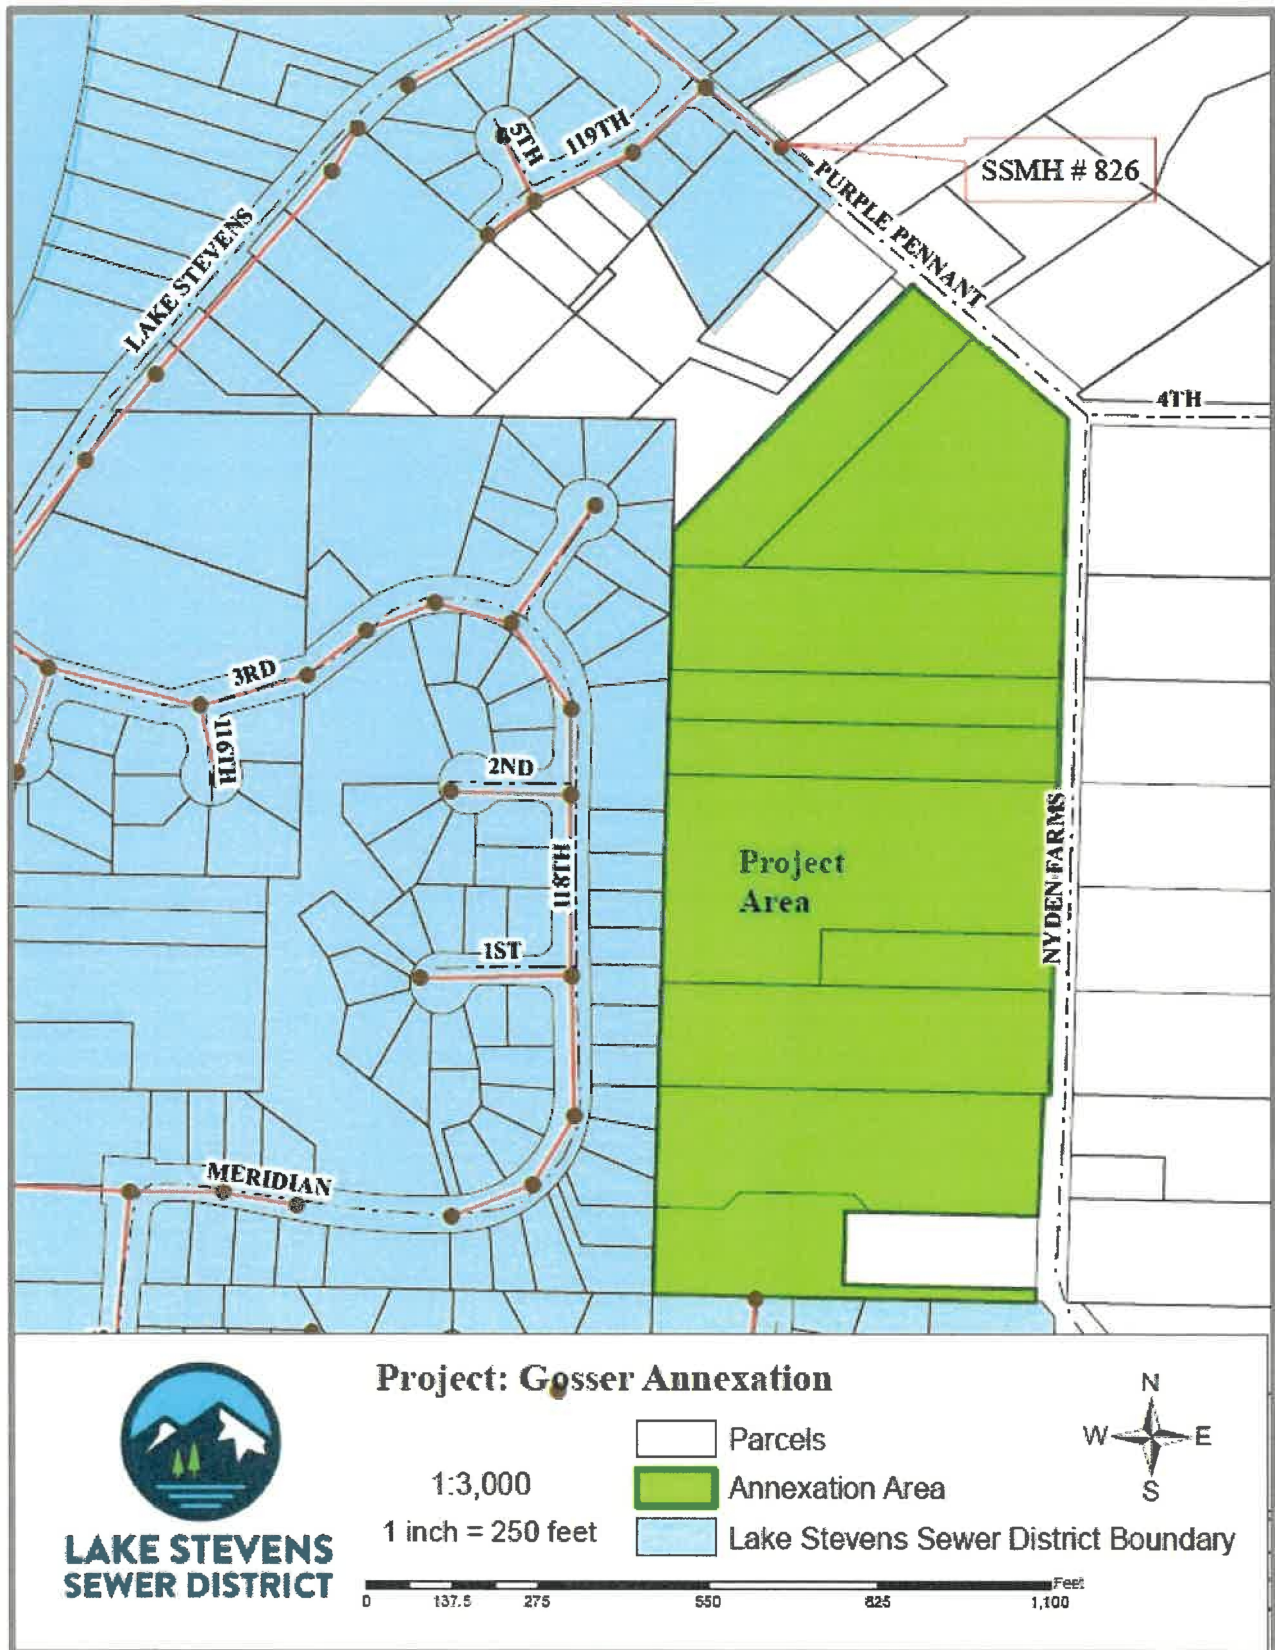 5TH
119TH
SSMH # 826
PURPLE PENNANT
LAKE STEVENS
4TH
3RD
116TH
2ND
118TH
Project
Area
NYDEN FARMS
1ST
MERIDIAN
Project: Gosser Annexation
N
W
E
S
Parcels
1:3,000
Annexation Area
1 inch = 250 feet
Lake Stevens Sewer District Boundary
LAKE STEVENS
SEWER DISTRICT
Feet
0 137.5 275 550 825 1,100